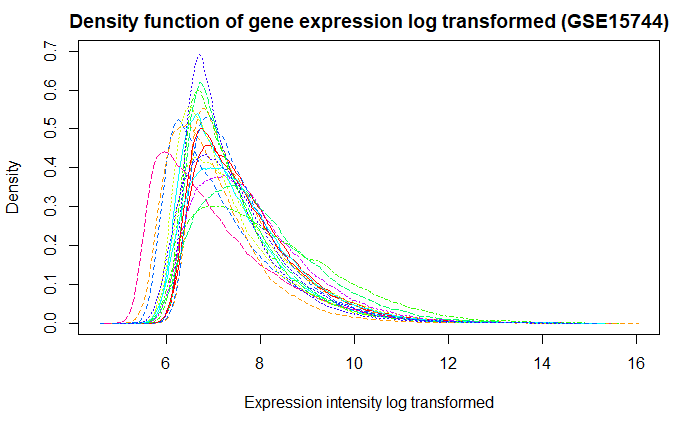 Density function of gene expression log transformed (GSE15744)
Density
0.7
0.6
0.5
0.4
0.3
0.2
0.1
0.0
6 8 10 12 14 16
Expression intensity log transformed